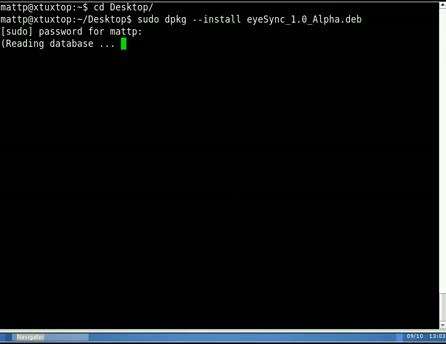 mattp@xtuxtop:~$ cd Desktop/
mattp@xtuxtop:~/Desktop$ sudo dpkg --install eyeSync_1.0_Alpha.deb
[sudo] password for mattp:
(Reading database ...
Navigator
09/10 13:03